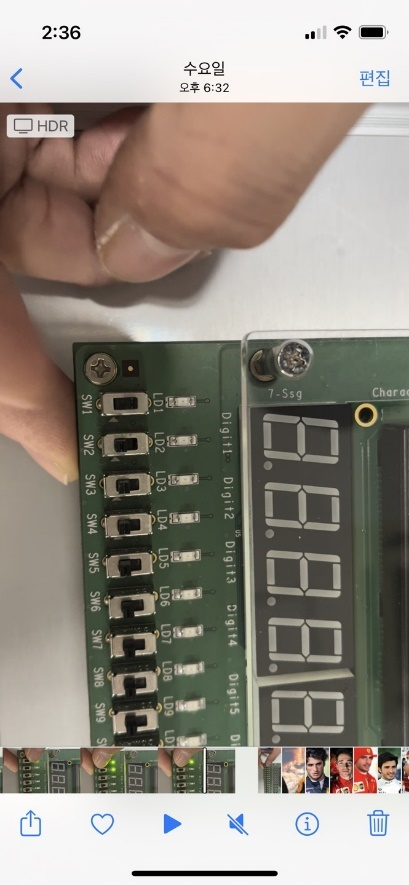 2:36
수요일
오후 6:32
편집
HDR
7-Ssg
Charac
SW1
LD1
SW2
LD2
SW3
LD3
SW4
LD4
SW5
LD5
SW6
LD6
SW7
LD7
SW8
LD8
SW9
LD9
Digit1
Digit2
Digit3
Digit4
Digit5